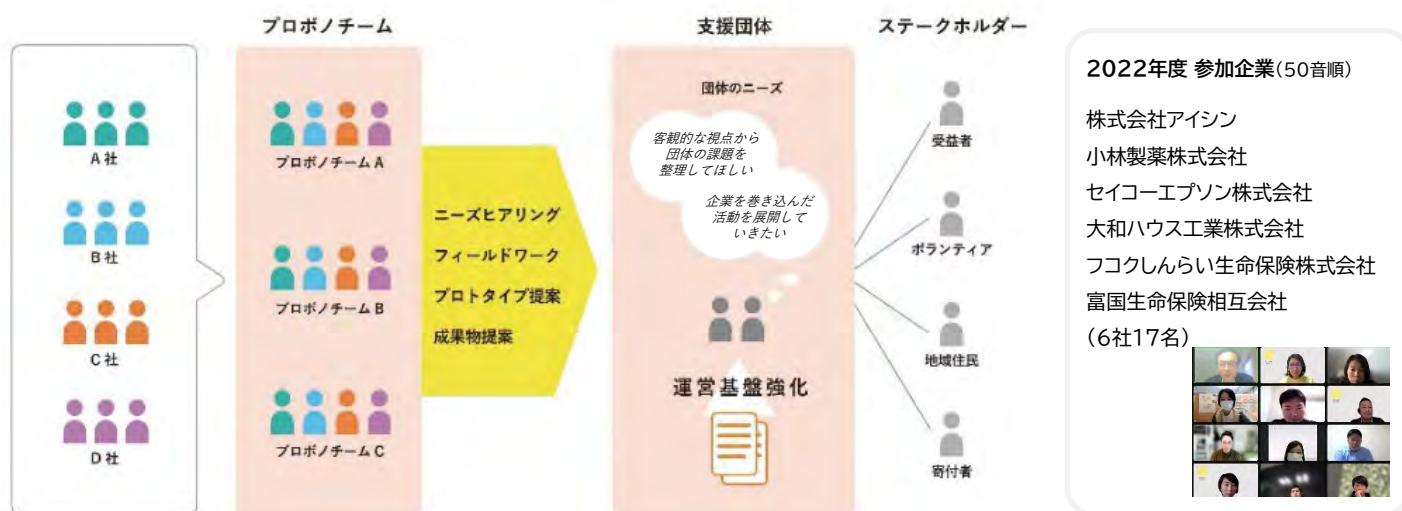 プロボノチーム
支援団体
ステークホルダー
A社
B社
C社
D社
プロボノチームA
プロボノチームB
プロボノチームC
ニーズヒアリング
フィールドワーク
プロトタイプ提案
成果物提案
団体のニーズ
客観的な視点から
団体の課題を
整理してほしい
企業を巻き込んだ
活動を展開して
いきたい
運営基盤強化
受益者
ボランティア
地域住民
寄付者
2022年度 参加企業(50音順)
株式会社アイシン
小林製薬株式会社
セイコーエプソン株式会社
大和ハウス工業株式会社
フコクしんらい生命保険株式会社
富国生命保険相互会社
(6社17名)